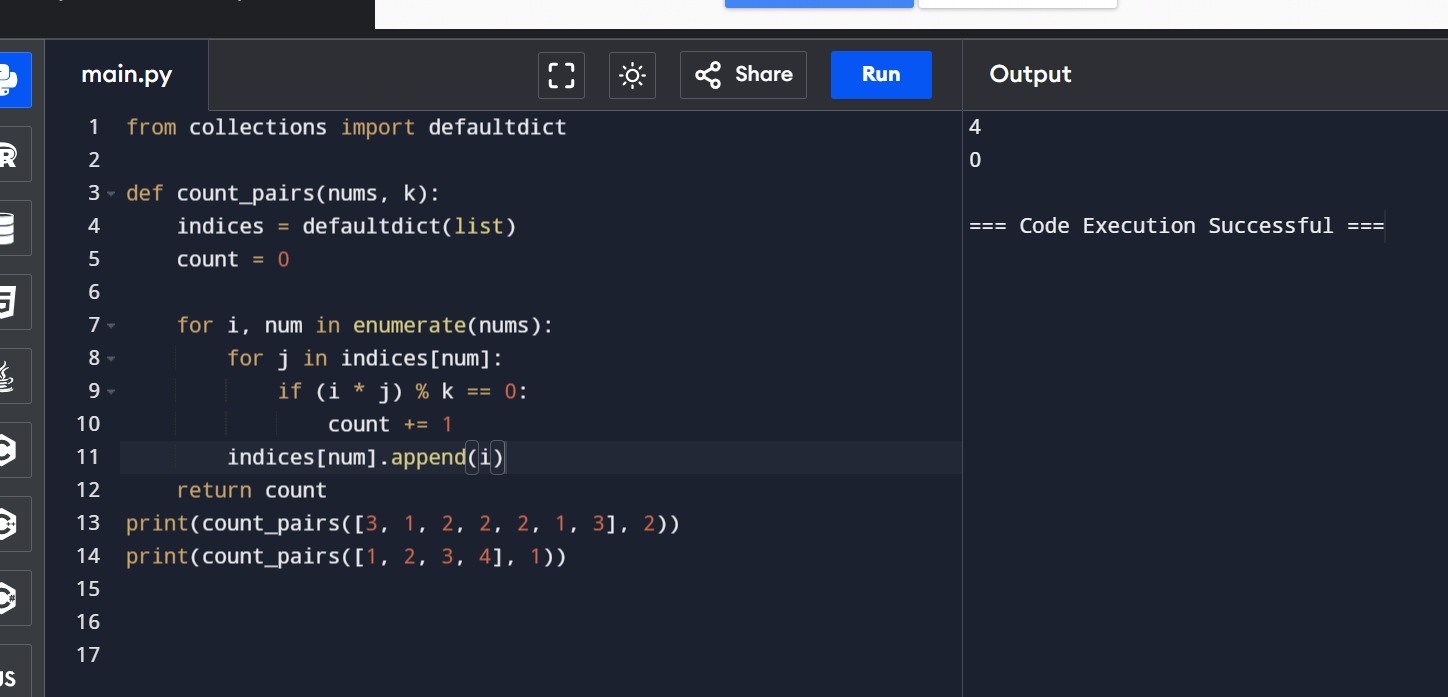 main.py
Share
Run
Output
1 from collections import defaultdict
2
3 def count_pairs(nums, k):
4     indices = defaultdict(list)
5     count = 0
6
7     for i, num in enumerate(nums):
8         for j in indices[num]:
9             if (i * j) % k == 0:
10                 count += 1
11         indices[num].append(i)
12     return count
13 print(count_pairs([3, 1, 2, 2, 2, 1, 3], 2))
14 print(count_pairs([1, 2, 3, 4], 1))
15
16
17
4
0
=== Code Execution Successful ===